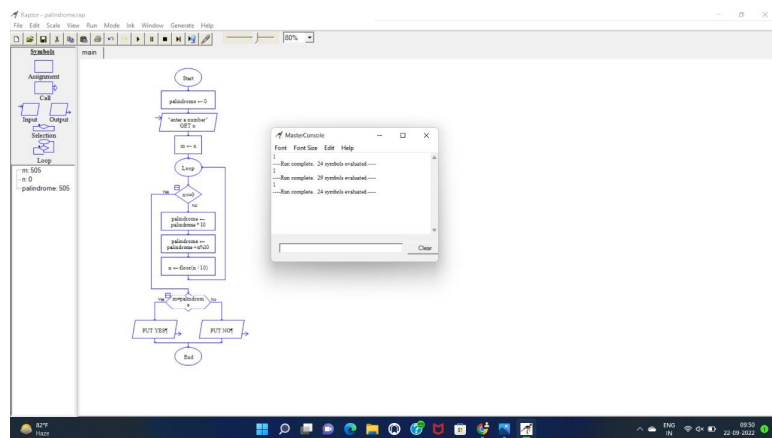 Raptor - palindrome.rap
File Edit Scale View Run Mode Ink Window Generate Help
80%
Symbols
main
Assignment
Call
Input Output
Selection
Loop
m: 505
n: 0
palindrome: 505
Start
palindrome ← 0
"enter a number"
GET n
m ← n
Loop
Yes
No
palindrome ←
palindrome * 10
palindrome ←
n ← floor(n / 10)
Yes
m=palindrom
e
No
PUT YES¶
PUT NO¶
End
MasterConsole
Font Font Size Edit Help
1
----Run complete. 24 symbols evaluated.----
1
----Run complete. 29 symbols evaluated.----
1
----Run complete. 24 symbols evaluated.----
Clear
82°F
Haze
ENG
IN
09:50
22-09-2022